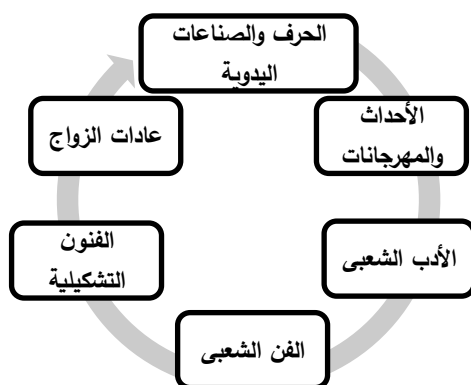 الحرف والصناعات
اليدوية
الأحداث
والمهرجانات
الأدب الشعبى
الفن الشعبى
الفنون
التشكيلية
عادات الزواج